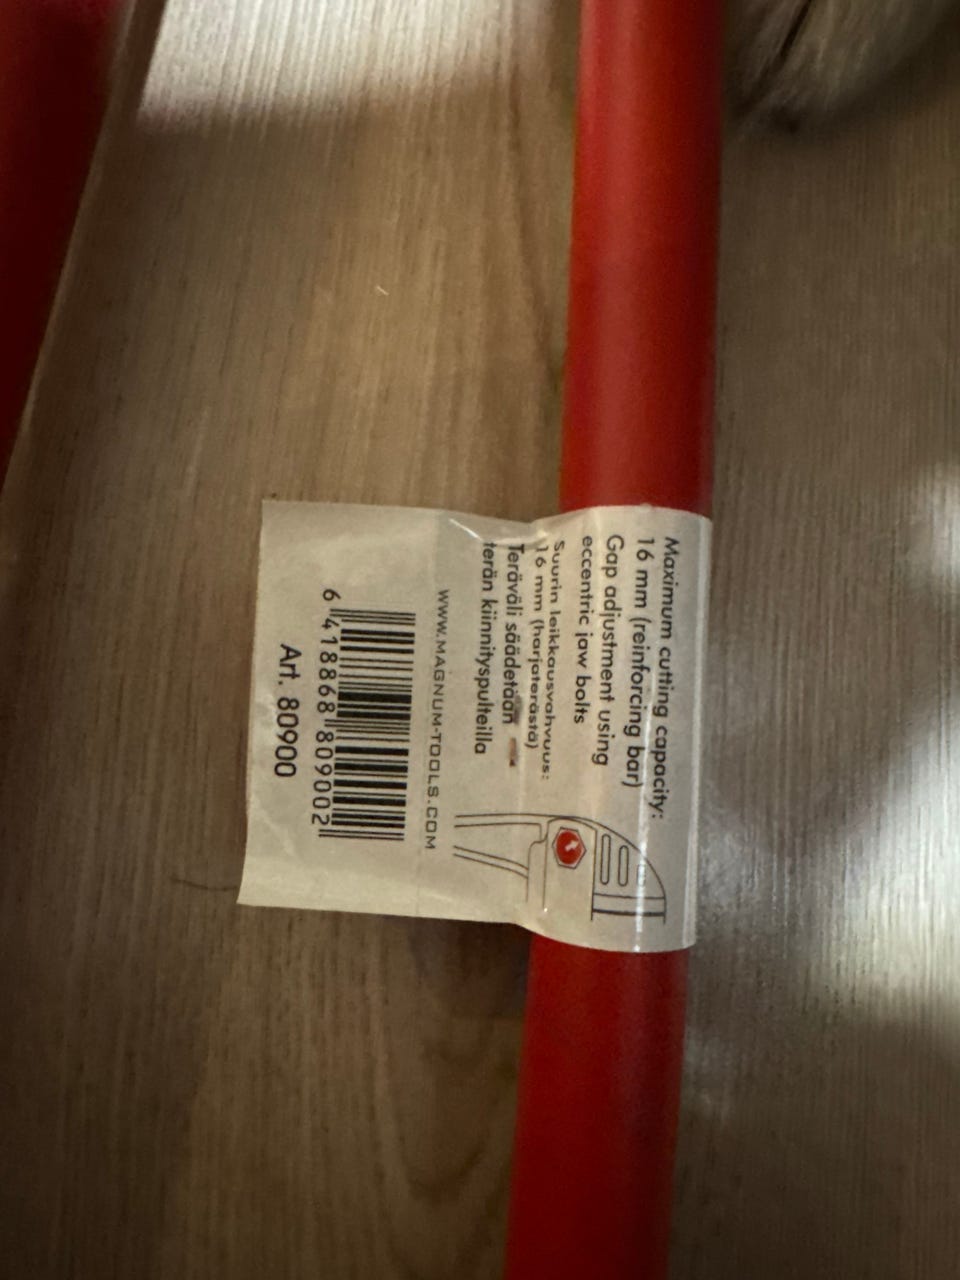 Maximum cutting capacity:
16 mm (reinforcing bar)
Gap adjustment using
eccentric jaw bolts
Suurin leikkausvahvuus:
16 mm (harjaterästä)
Teräväli säädetään
terän kiinnityspulteilla
WWW.MAGNUM-TOOLS.COM
6 418868 809002
Art. 80900